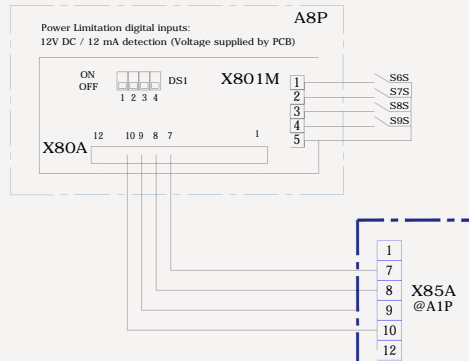 A8P
Power Limitation digital inputs:
12V DC / 12 mA detection (Voltage supplied by PCB)
ON
OFF
1 2 3 4
DS1
X801M
1
2
3
4
5
S6S
S7S
S8S
S9S
X80A
12 10 9 8 7 1
1
7
8
9
10
12
X85A
@A1P